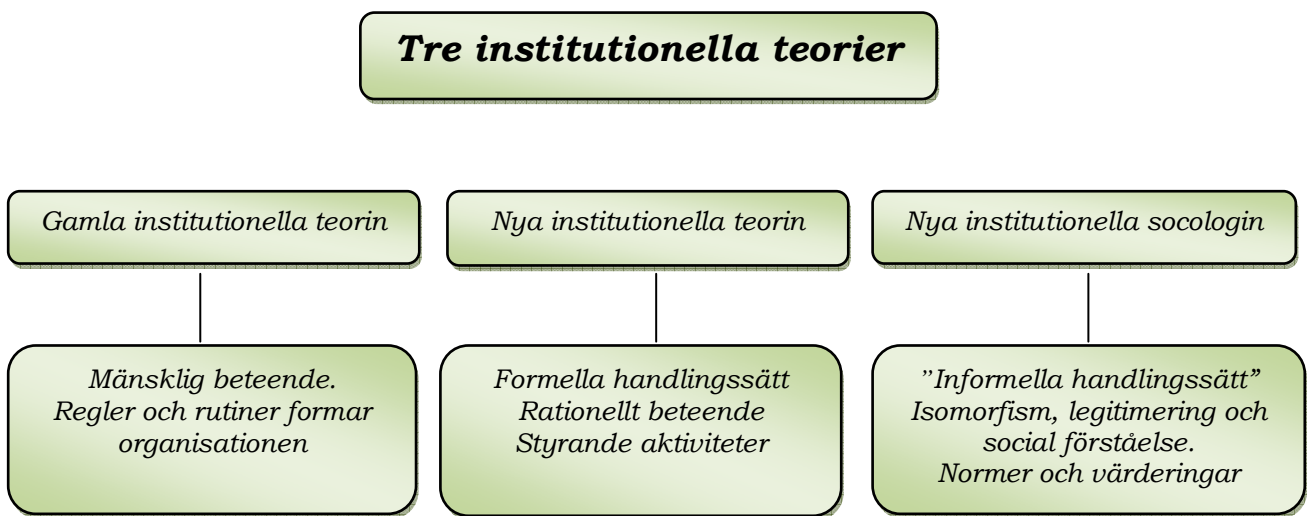 Tre institutionella teorier
Gamla institutionella teorin
Nya institutionella teorin
Nya institutionella socologin
Mänsklig beteende.
Regler och rutiner formar
organisationen
Formella handlingssätt
Rationellt beteende
Styrande aktiviteter
”Informella handlingssätt”
Isomorfism, legitimering och
social förståelse.
Normer och värderingar